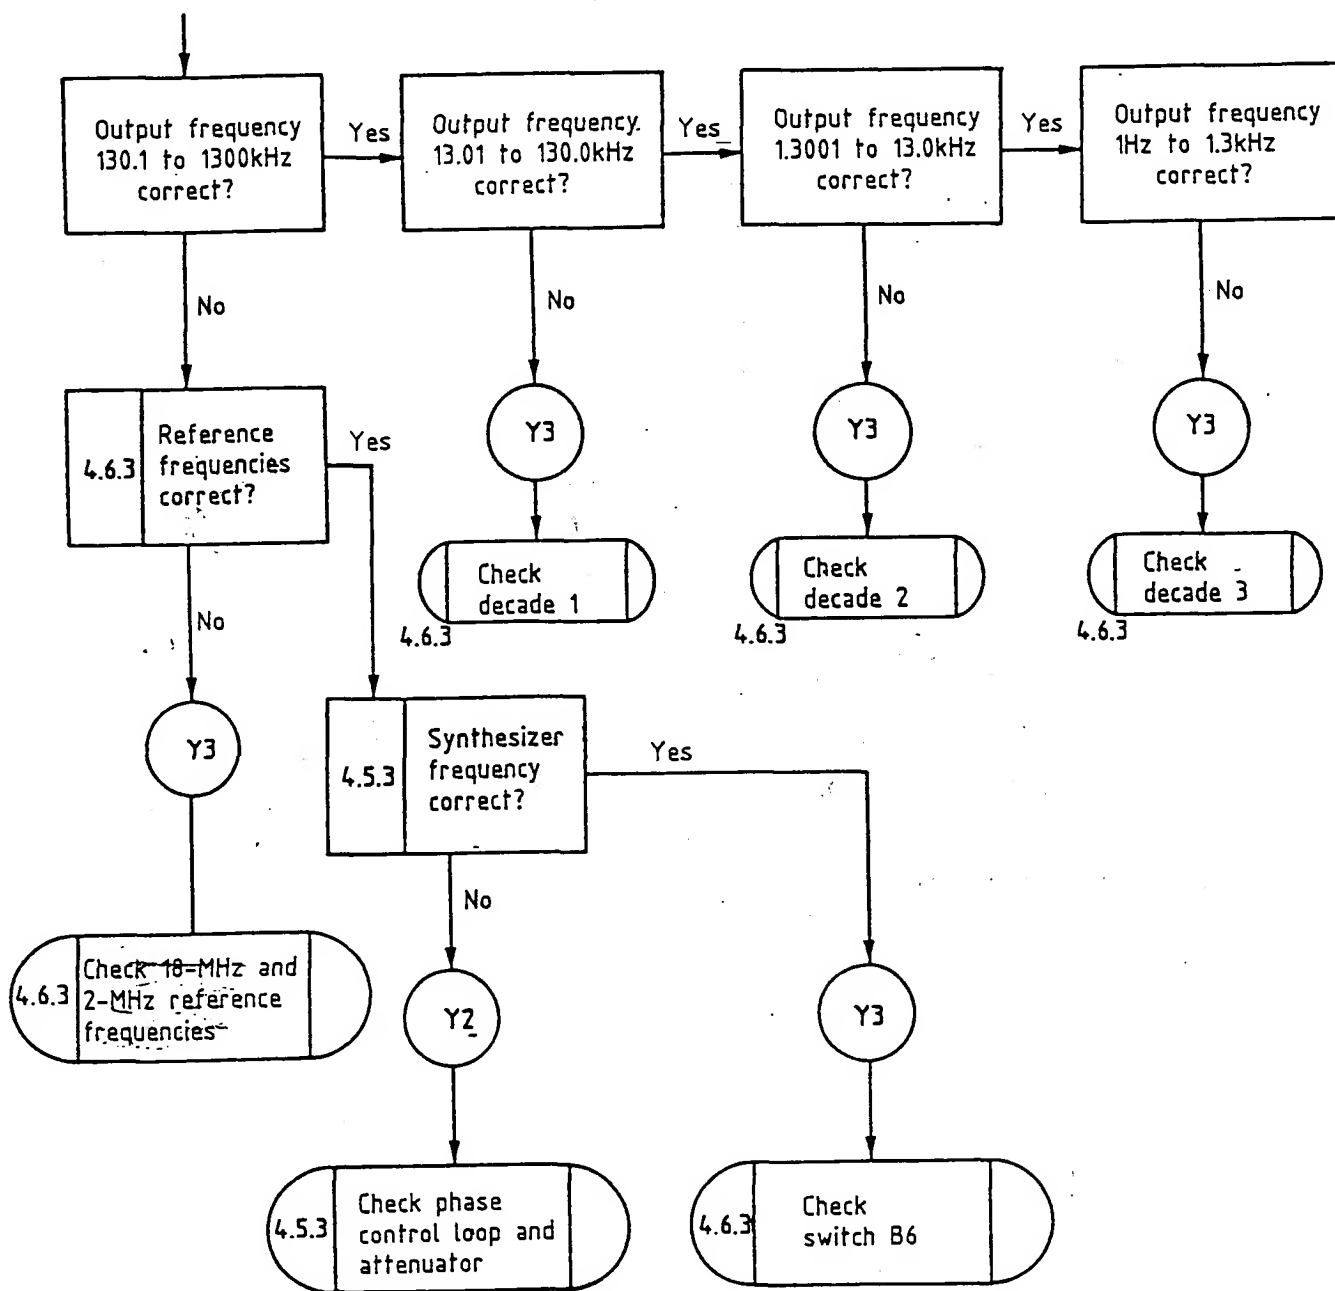 Output frequency
130.1 to 1300kHz
correct?
Yes
Output frequency.
13.01 to 130.0kHz
correct?
Yes
Output frequency
1.3001 to 13.0kHz
correct?
Yes
Output frequency
1Hz to 1.3kHz
correct?
No
No
No
No
4.6.3
Reference
frequencies
correct?
Yes
Y3
Y3
Y3
Check
decade 1
4.6.3
Check
decade 2
4.6.3
Check
decade 3
4.6.3
No
Y3
4.5.3
Synthesizer
frequency
correct?
Yes
No
4.6.3
Check 18-MHz and
2-MHz reference
frequencies
Y2
Y3
4.5.3
Check phase
control loop and
attenuator
4.6.3
Check
switch B6